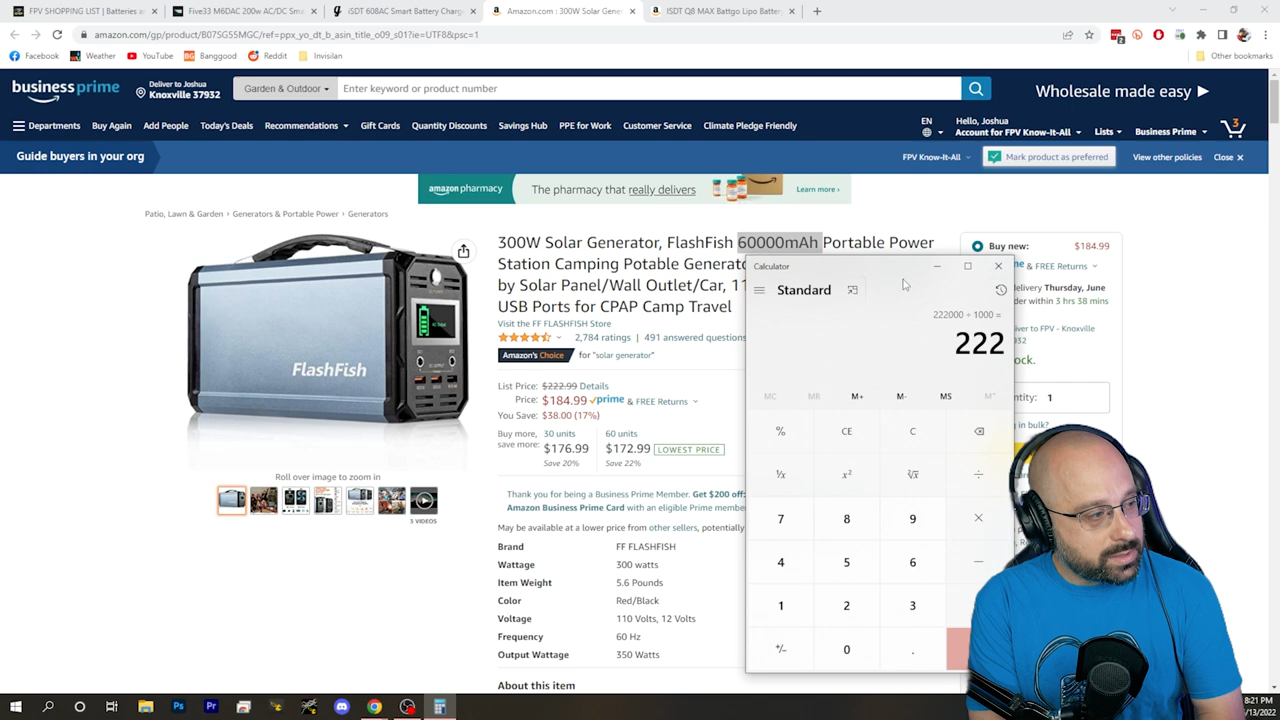 FPV SHOPPING LIST | Batteries a
Five33 M6DAC 200w AC/DC Smart
ISDT 608AC Smart Battery Charge
Amazon.com : 300W Solar Gener
ISDT Q8 MAX Battgo Lipo Battery
amazon.com/gp/product/B07SG55MGC/ref=ppx_yo_dt_b_asin_title_o09_s01?ie=UTF8&psc=1
Facebook
Weather
YouTube
Banggood
Reddit
Invisilan
Other bookmarks
business prime
Deliver to Joshua
Knoxville 37932
Garden & Outdoor
Enter keyword or product number
Wholesale made easy
Departments
Buy Again
Add People
Today's Deals
Recommendations
Gift Cards
Quantity Discounts
Savings Hub
PPE for Work
Customer Service
Climate Pledge Friendly
EN
Hello, Joshua
Account for FPV Know-It-All
Lists
Business Prime
3
Guide buyers in your org
FPV Know-It-All
Mark product as preferred
View other policies
Close X
amazon pharmacy
The pharmacy that really delivers
Learn more ›
Patio, Lawn & Garden › Generators & Portable Power › Generators
300W Solar Generator, FlashFish 60000mAh Portable Power
Station Camping Potable Generato
by Solar Panel/Wall Outlet/Car, 11
USB Ports for CPAP Camp Travel
Visit the FF FLASHFISH Store
2,784 ratings | 491 answered questions
Amazon's Choice for "solar generator"
List Price: $222.99 Details
Price: $184.99 prime & FREE Returns
You Save: $38.00 (17%)
Buy more, save more:
30 units
$176.99
Save 20%
60 units
$172.99 LOWEST PRICE
Save 22%
Thank you for being a Business Prime Member. Get $200 off:
Amazon Business Prime Card with an eligible Prime membe
May be available at a lower price from other sellers, potentially
Brand FF FLASHFISH
Wattage 300 watts
Item Weight 5.6 Pounds
Color Red/Black
Voltage 110 Volts, 12 Volts
Frequency 60 Hz
Output Wattage 350 Watts
About this item
FlashFish
Roll over image to zoom in
3 VIDEOS
Buy new: $184.99
me & FREE Returns
delivery Thursday, June
der within 3 hrs 38 mins
liver to FPV - Knoxville
932
ock.
ntity: 1
g in bulk?
Calculator
Standard
222000 ÷ 1000 =
222
MC MR M+ M- MS M˅
% CE C
¹/x x² ²√x ÷
7 8 9 ×
4 5 6 −
1 2 3
+/- 0 .
8:21 PM
/13/2022